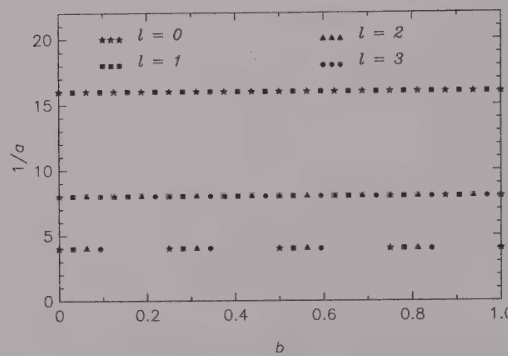 20
15
10
5
0
1/a
★★★ l = 0
■■■ l = 1
▲▲▲ l = 2
●●● l = 3
0 0.2 0.4 0.6 0.8 1.0
b